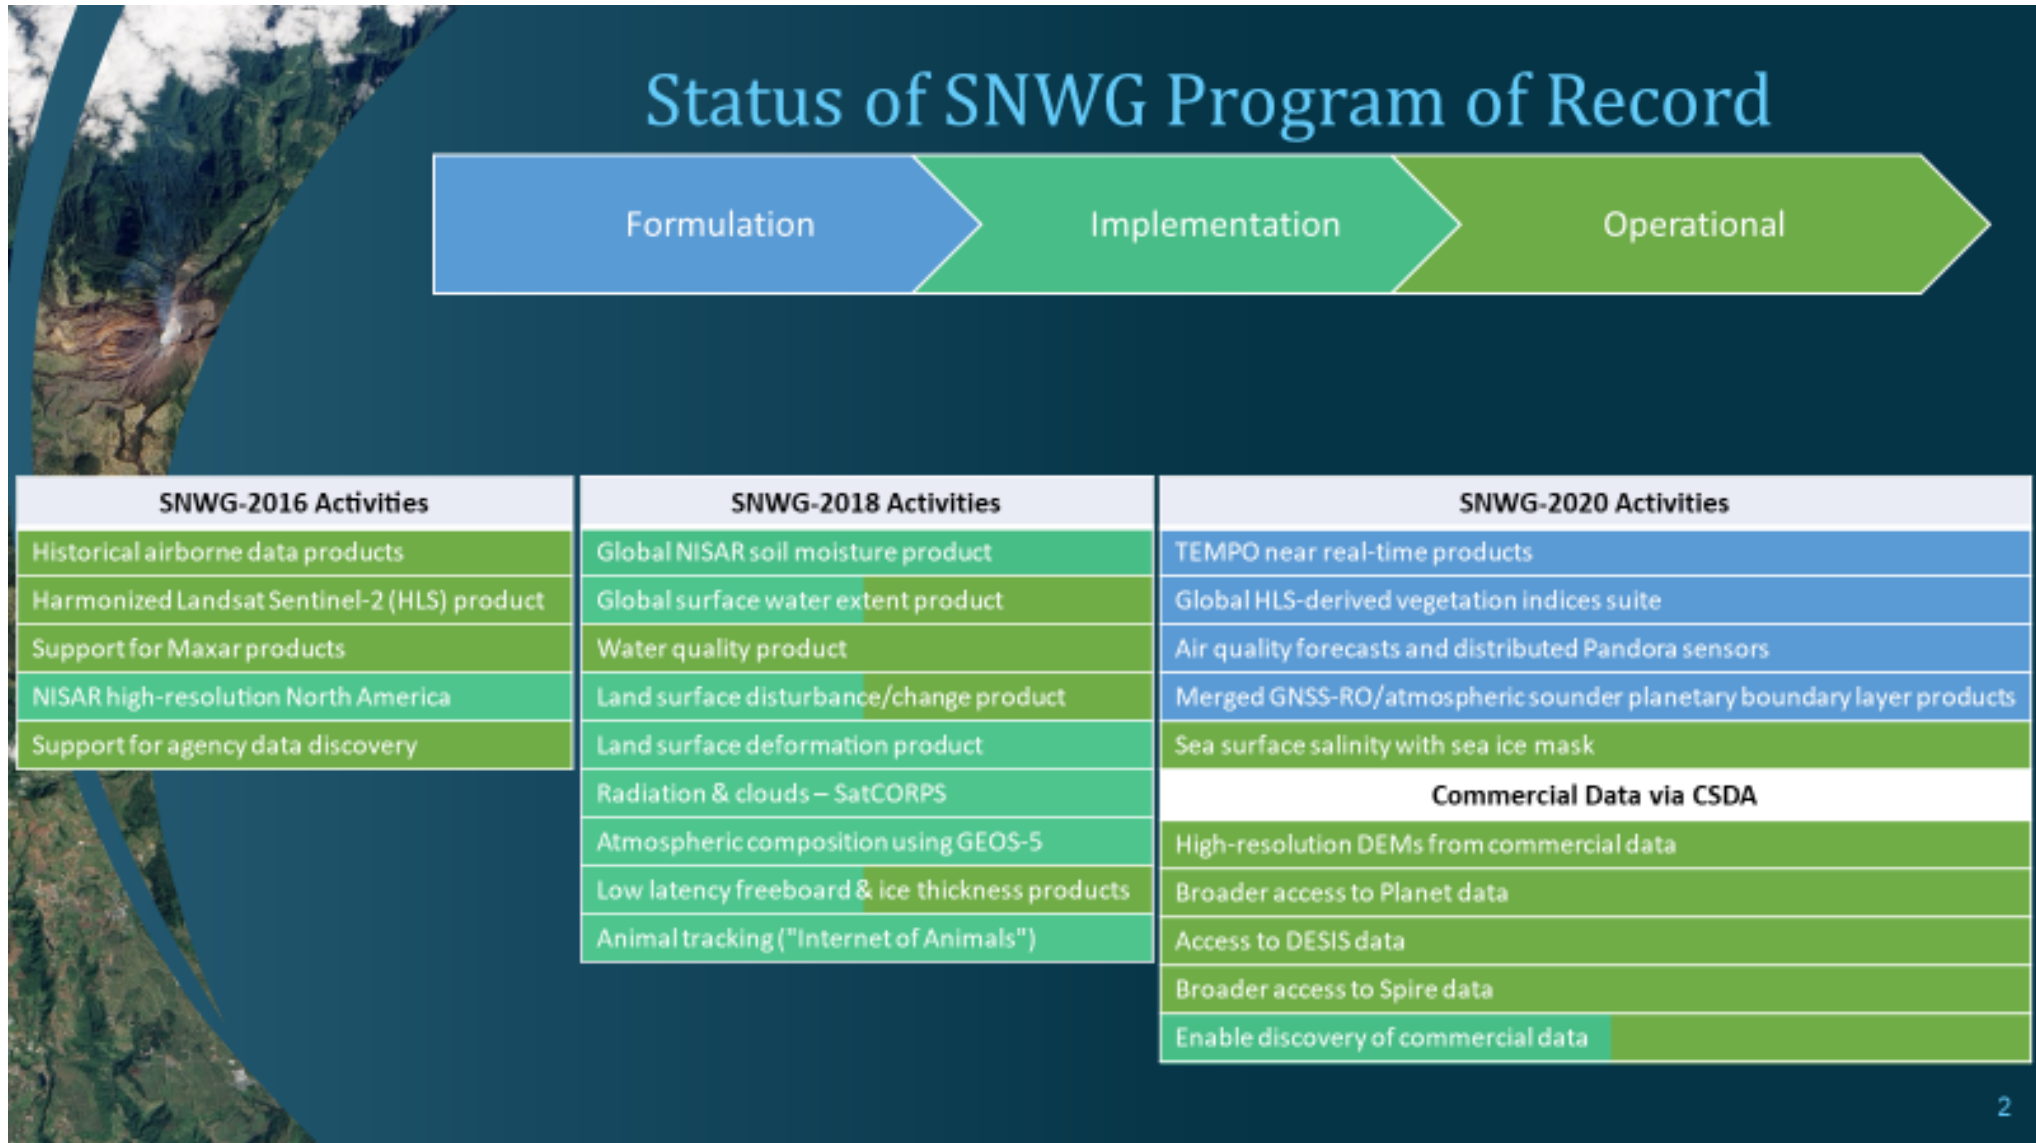 Status of SNWG Program of Record
Formulation
Implementation
Operational
SNWG-2016 Activities
Historical airborne data products
Harmonized Landsat Sentinel-2 (HLS) product
Support for Maxar products
NISAR high-resolution North America
Support for agency data discovery
SNWG-2018 Activities
Global NISAR soil moisture product
Global surface water extent product
Water quality product
Land surface disturbance/change product
Land surface deformation product
Radiation & clouds – SatCORPS
Atmospheric composition using GEOS-5
Low latency freeboard & ice thickness products
Animal tracking ("Internet of Animals")
SNWG-2020 Activities
TEMPO near real-time products
Global HLS-derived vegetation indices suite
Air quality forecasts and distributed Pandora sensors
Merged GNSS-RO/atmospheric sounder planetary boundary layer products
Sea surface salinity with sea ice mask
Commercial Data via CSDA
High-resolution DEMs from commercial data
Broader access to Planet data
Access to DESIS data
Broader access to Spire data
Enable discovery of commercial data
2